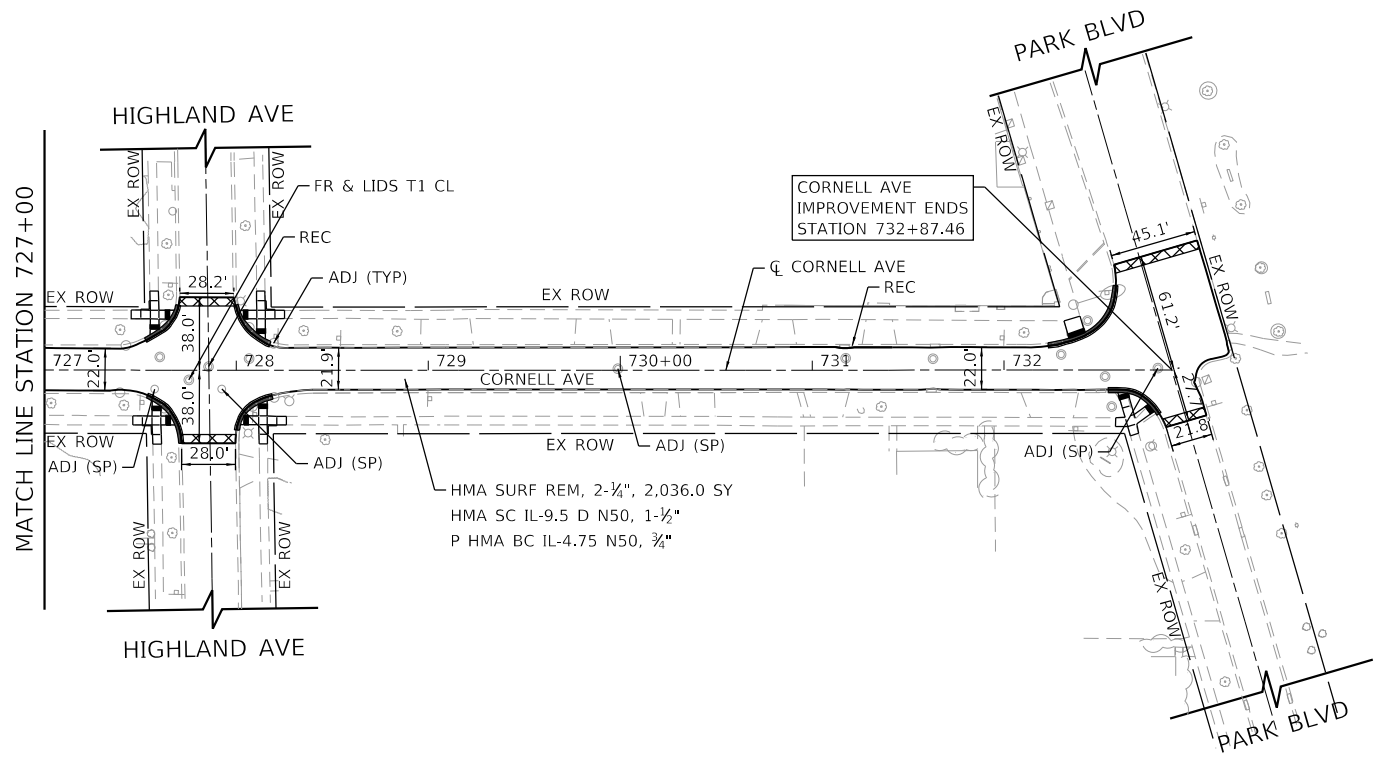 PARK BLVD
HIGHLAND AVE
MATCH LINE STATION 727+00
EX ROW
EX ROW
EX ROW
FR & LIDS T1 CL
REC
ADJ (TYP)
CORNELL AVE
IMPROVEMENT ENDS
STATION 732+87.46
45.1'
28.2'
EX ROW
EX ROW
℄ CORNELL AVE
REC
EX ROW
61.2'
38.0'
727
22.0'
728
21.9'
729
730+00
731
22.0'
732
CORNELL AVE
38.0'
27.7'
21.8'
28.0'
EX ROW
ADJ (SP)
ADJ (SP)
EX ROW
ADJ (SP)
ADJ (SP)
HMA SURF REM, 2-¼", 2,036.0 SY
HMA SC IL-9.5 D N50, 1-½"
P HMA BC IL-4.75 N50, ¾"
EX ROW
EX ROW
EX ROW
HIGHLAND AVE
PARK BLVD